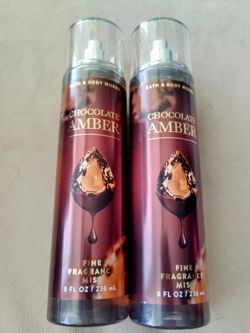 BATH & BODY WORKS
CHOCOLATE
AMBER
FINE
FRAGRANCE
MIST
8 FL OZ / 236 mL
BATH & BODY WORKS
CHOCOLATE
AMBER
FINE
FRAGRANCE
MIST
8 FL OZ / 236 mL